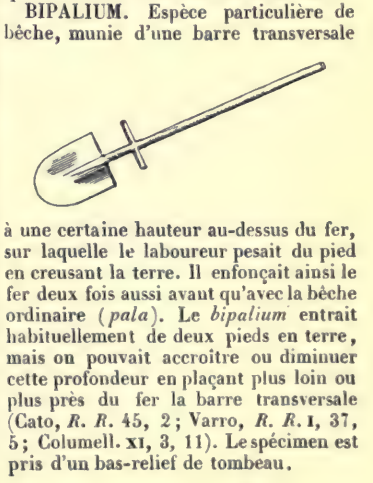 BIPALIUM. Espèce particulière de
bêche, munie d'une barre transversale
à une certaine hauteur au-dessus du fer,
sur laquelle le laboureur pesait du pied
en creusant la terre. Il enfonçait ainsi le
fer deux fois aussi avant qu'avec la bêche
ordinaire (pala). Le bipalium entrait
habituellement de deux pieds en terre,
mais on pouvait accroître ou diminuer
cette profondeur en plaçant plus loin ou
plus près du fer la barre transversale
(Cato, R. R. 45, 2; Varro, R. R. I, 37,
5; Columell. XI, 3, 11). Le spécimen est
pris d'un bas-relief de tombeau.